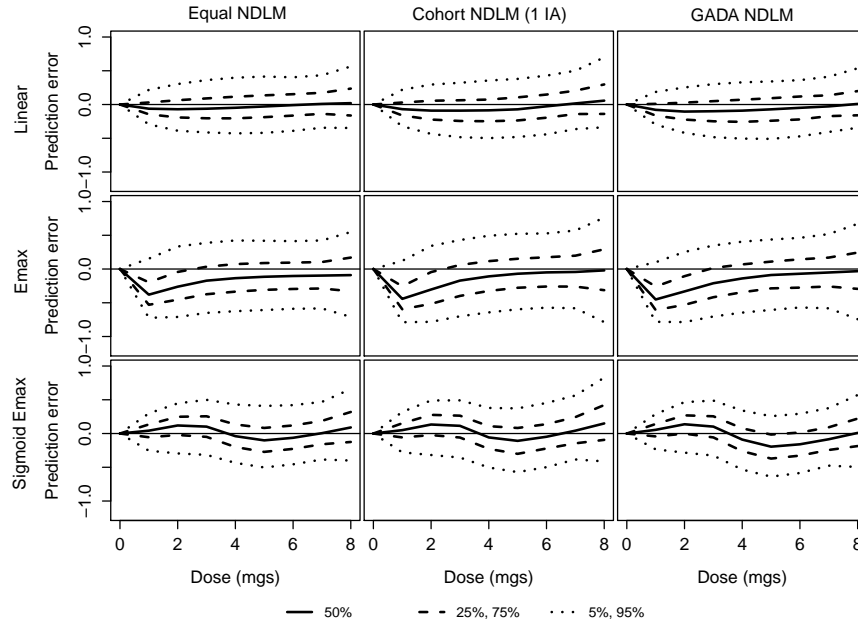 Equal NDLM
Cohort NDLM (1 IA)
GADA NDLM
Linear
Prediction error
−1.0
0.0
1.0
Emax
Prediction error
−1.0
0.0
1.0
Sigmoid Emax
Prediction error
−1.0
0.0
1.0
0 2 4 6 8
0 2 4 6 8
0 2 4 6 8
Dose (mgs)
Dose (mgs)
Dose (mgs)
50%
25%, 75%
5%, 95%